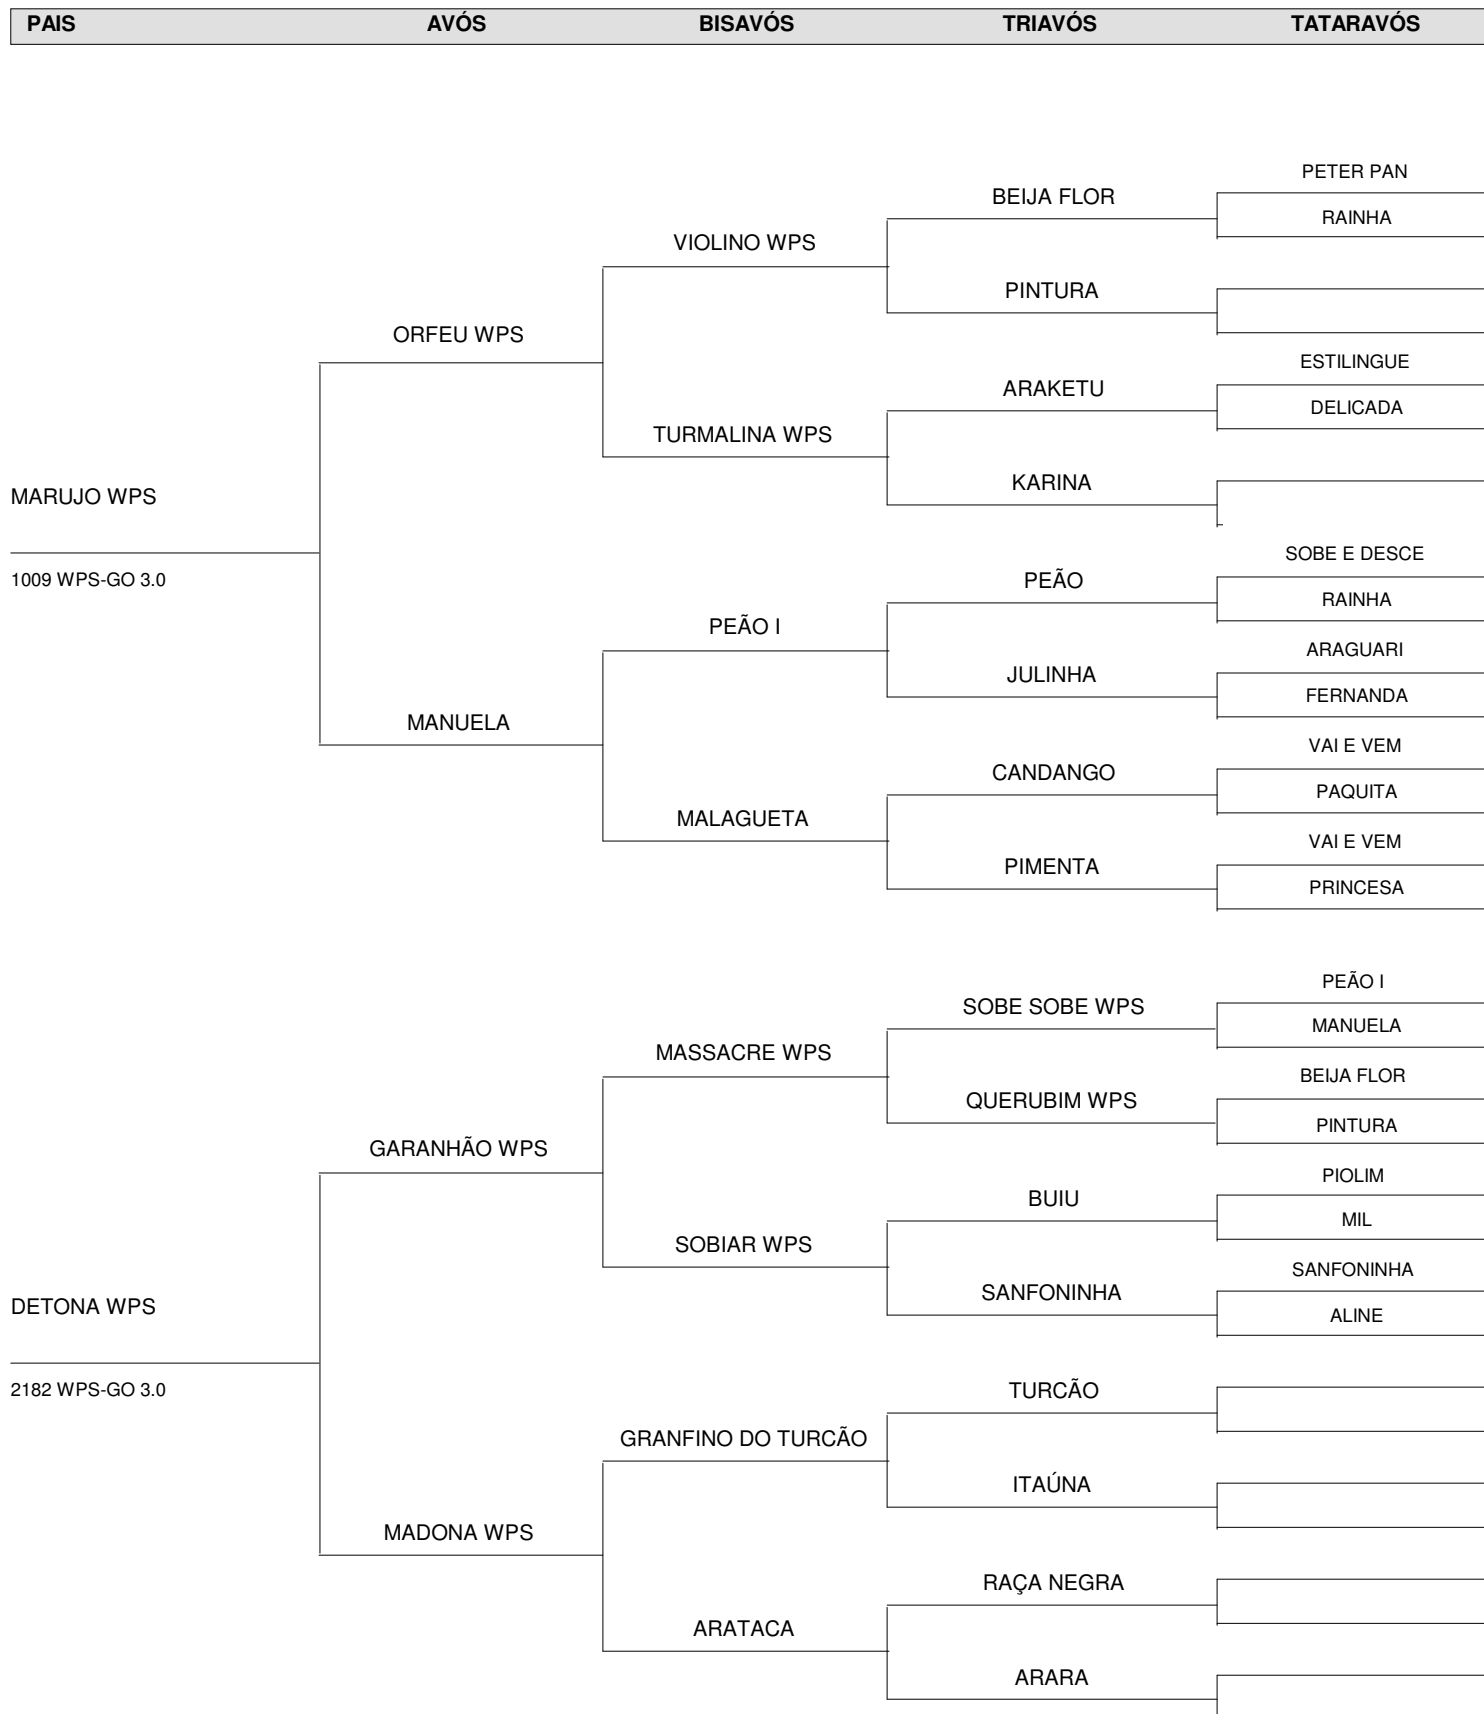 PAIS AVÓS BISAVÓS TRIAVÓS TATARAVÓS
PETER PAN
BEIJA FLOR
RAINHA
VIOLINO WPS
PINTURA
ORFEU WPS
ESTILINGUE
ARAKETU
DELICADA
TURMALINA WPS
KARINA
MARUJO WPS
SOBE E DESCE
1009 WPS-GO 3.0
PEÃO
RAINHA
PEÃO I
ARAGUARI
JULINHA
FERNANDA
MANUELA
VAI E VEM
CANDANGO
PAQUITA
MALAGUETA
VAI E VEM
PIMENTA
PRINCESA
PEÃO I
SOBE SOBE WPS
MANUELA
MASSACRE WPS
BEIJA FLOR
QUERUBIM WPS
PINTURA
GARANHÃO WPS
PIOLIM
BUIU
MIL
SOBIAR WPS
SANFONINHA
SANFONINHA
DETONA WPS
ALINE
2182 WPS-GO 3.0
TURCÃO
GRANFINO DO TURCÃO
ITAÚNA
MADONA WPS
RAÇA NEGRA
ARATACA
ARARA